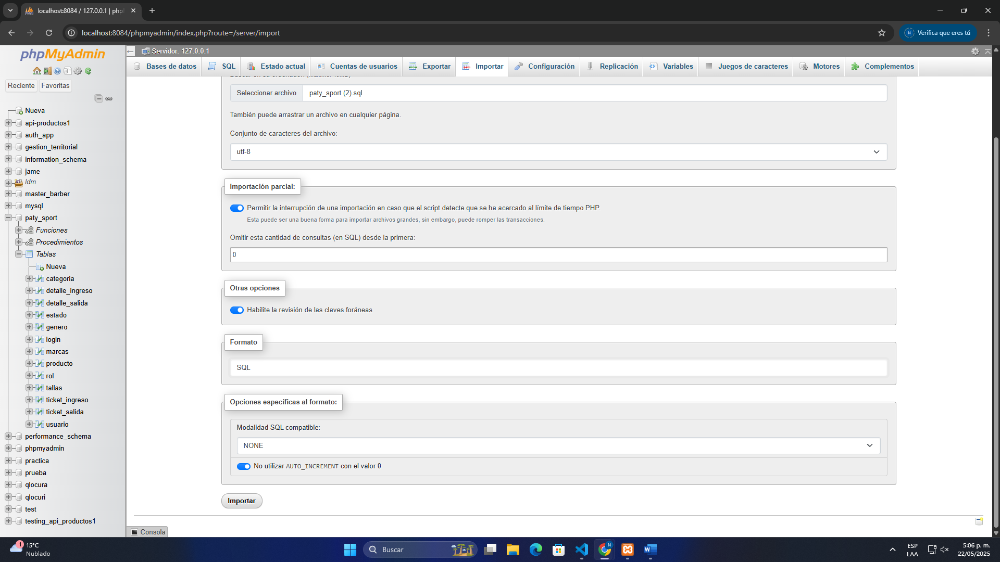 localhost:8084 / 127.0.0.1 | php
localhost:8084/phpmyadmin/index.php?route=/server/import
N
Verifica que eres tú
phpMyAdmin
Reciente
Favoritas
Nueva
api-productos1
auth_app
gestion_territorial
information_schema
jame
ldm
master_barber
mysql
paty_sport
Funciones
Procedimientos
Tablas
Nueva
categoria
detalle_ingreso
detalle_salida
estado
genero
login
marcas
producto
rol
tallas
ticket_ingreso
ticket_salida
usuario
performance_schema
phpmyadmin
practica
prueba
qlocura
qlocuri
test
testing_api_productos1
Servidor: 127.0.0.1
Bases de datos
SQL
Estado actual
Cuentas de usuarios
Exportar
Importar
Configuración
Replicación
Variables
Juegos de caracteres
Motores
Complementos
Seleccionar archivo
paty_sport (2).sql
También puede arrastrar un archivo en cualquier página.
Conjunto de caracteres del archivo:
utf-8
Importación parcial:
Permitir la interrupción de una importación en caso que el script detecte que se ha acercado al límite de tiempo PHP.
Esta puede ser una buena forma para importar archivos grandes, sin embargo, puede romper las transacciones.
Omitir esta cantidad de consultas (en SQL) desde la primera:
0
Otras opciones
Habilite la revisión de las claves foráneas
Formato
SQL
Opciones específicas al formato:
Modalidad SQL compatible:
NONE
No utilizar AUTO_INCREMENT con el valor 0
Importar
Consola
1
15°C
Nublado
Buscar
N
ESP
LAA
5:06 p. m.
22/05/2025